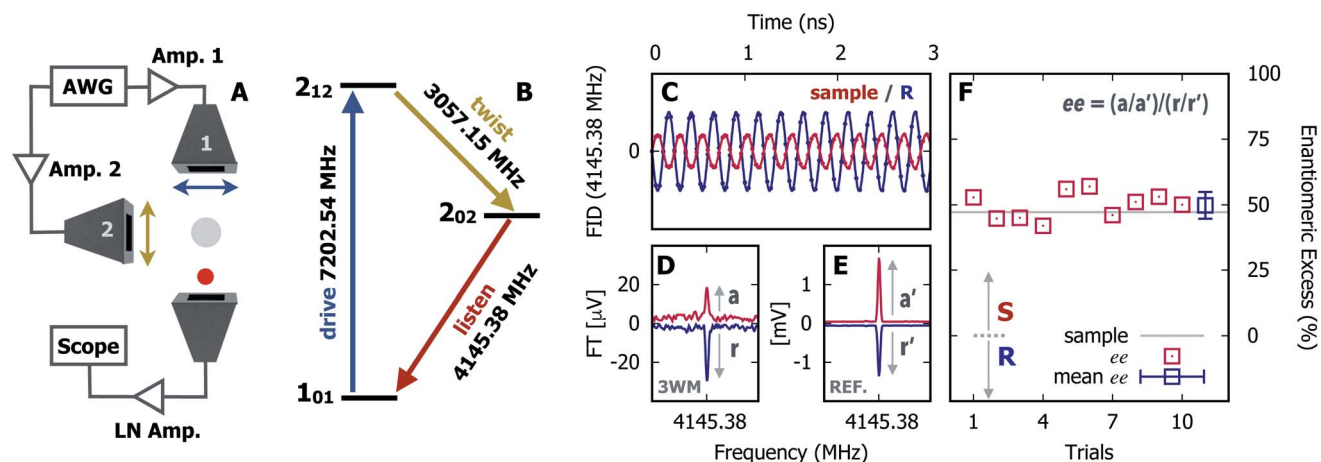 A
AWG
Amp. 1
Amp. 2
1
2
Scope
LN Amp.
B
2₁₂
2₀₂
1₀₁
drive 7202.54 MHz
twist
3057.15 MHz
listen
4145.38 MHz
Time (ns)
0 1 2 3
C
sample / R
FID (4145.38 MHz)
0
D
FT [μV]
20
0
-20
a
r
3WM
4145.38
E
[mV]
1
0
-1
a′
r′
REF.
4145.38
Frequency (MHz)
F
ee = (a/a′)/(r/r′)
100
75
50
25
0
Enantiomeric Excess (%)
S
R
sample
ee
mean ee
1 4 7 10
Trials